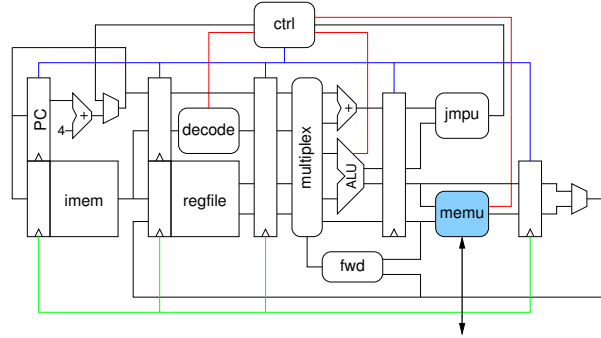 ctrl
PC
4
+
decode
multiplex
+
ALU
jmpu
imem
regfile
memu
fwd